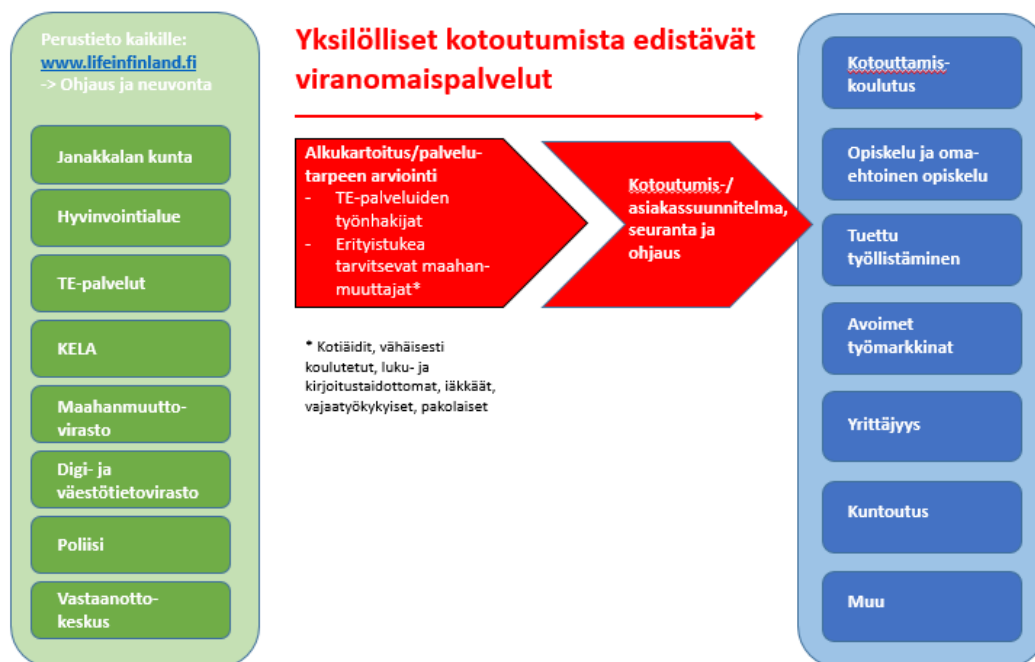 Perustieto kaikille:
www.lifeinfinland.fi
-> Ohjaus ja neuvonta
Janakkalan kunta
Hyvinvointialue
TE-palvelut
KELA
Maahanmuutto-
virasto
Digi- ja
väestötietovirasto
Poliisi
Vastaanotto-
keskus
Yksilölliset kotoutumista edistävät
viranomaispalvelut
Alkukartoitus/palvelu-
tarpeen arviointi
- TE-palveluiden
työnhakijat
- Erityistukea
tarvitsevat maahan-
muuttajat*
Kotoutumis-/
asiakassuunnitelma,
seuranta ja
ohjaus
* Kotiäidit, vähäisesti
koulutetut, luku- ja
kirjoitustaidottomat, iäkkäät,
vajaatyökykyiset, pakolaiset
Kotouttamis-
koulutus
Opiskelu ja oma-
ehtoinen opiskelu
Tuettu
työllistäminen
Avoimet
työmarkkinat
Yrittäjyys
Kuntoutus
Muu